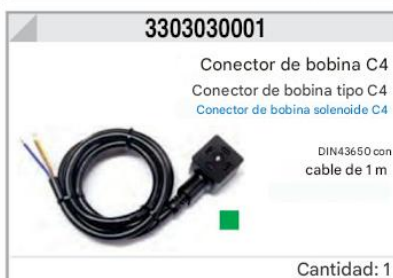 3303030001
Conector de bobina C4
Conector de bobina tipo C4
Conector de bobina solenoide C4
DIN43650 con
cable de 1 m
Cantidad: 1